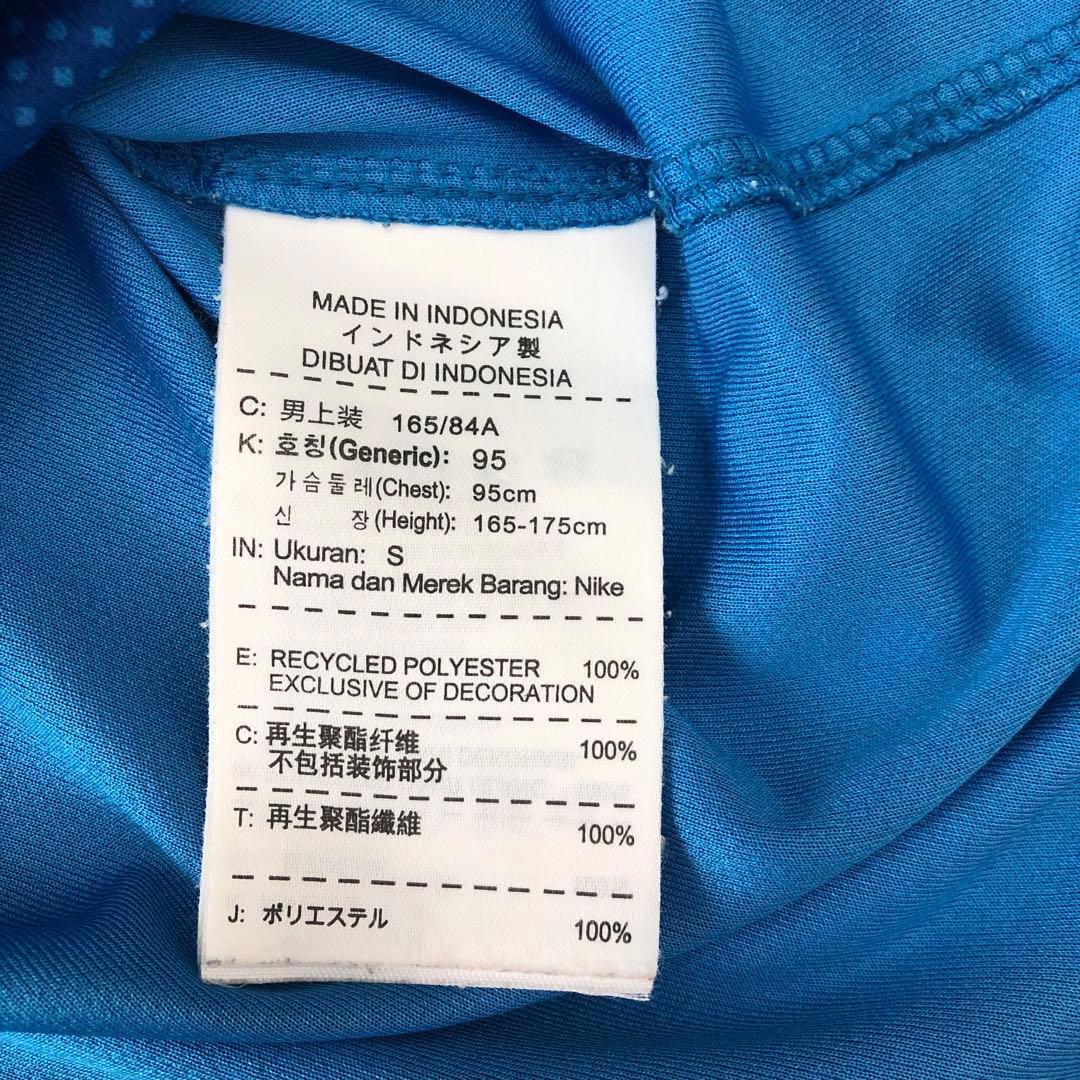 MADE IN INDONESIA
インドネシア製
DIBUAT DI INDONESIA
C: 男上装 165/84A
K: 호칭(Generic): 95
가슴둘레(Chest): 95cm
신 장(Height): 165-175cm
IN: Ukuran: S
Nama dan Merek Barang: Nike
E: RECYCLED POLYESTER 100%
EXCLUSIVE OF DECORATION
C: 再生聚酯纤维 100%
不包括装饰部分
T: 再生聚酯纖維 100%
J: ポリエステル 100%